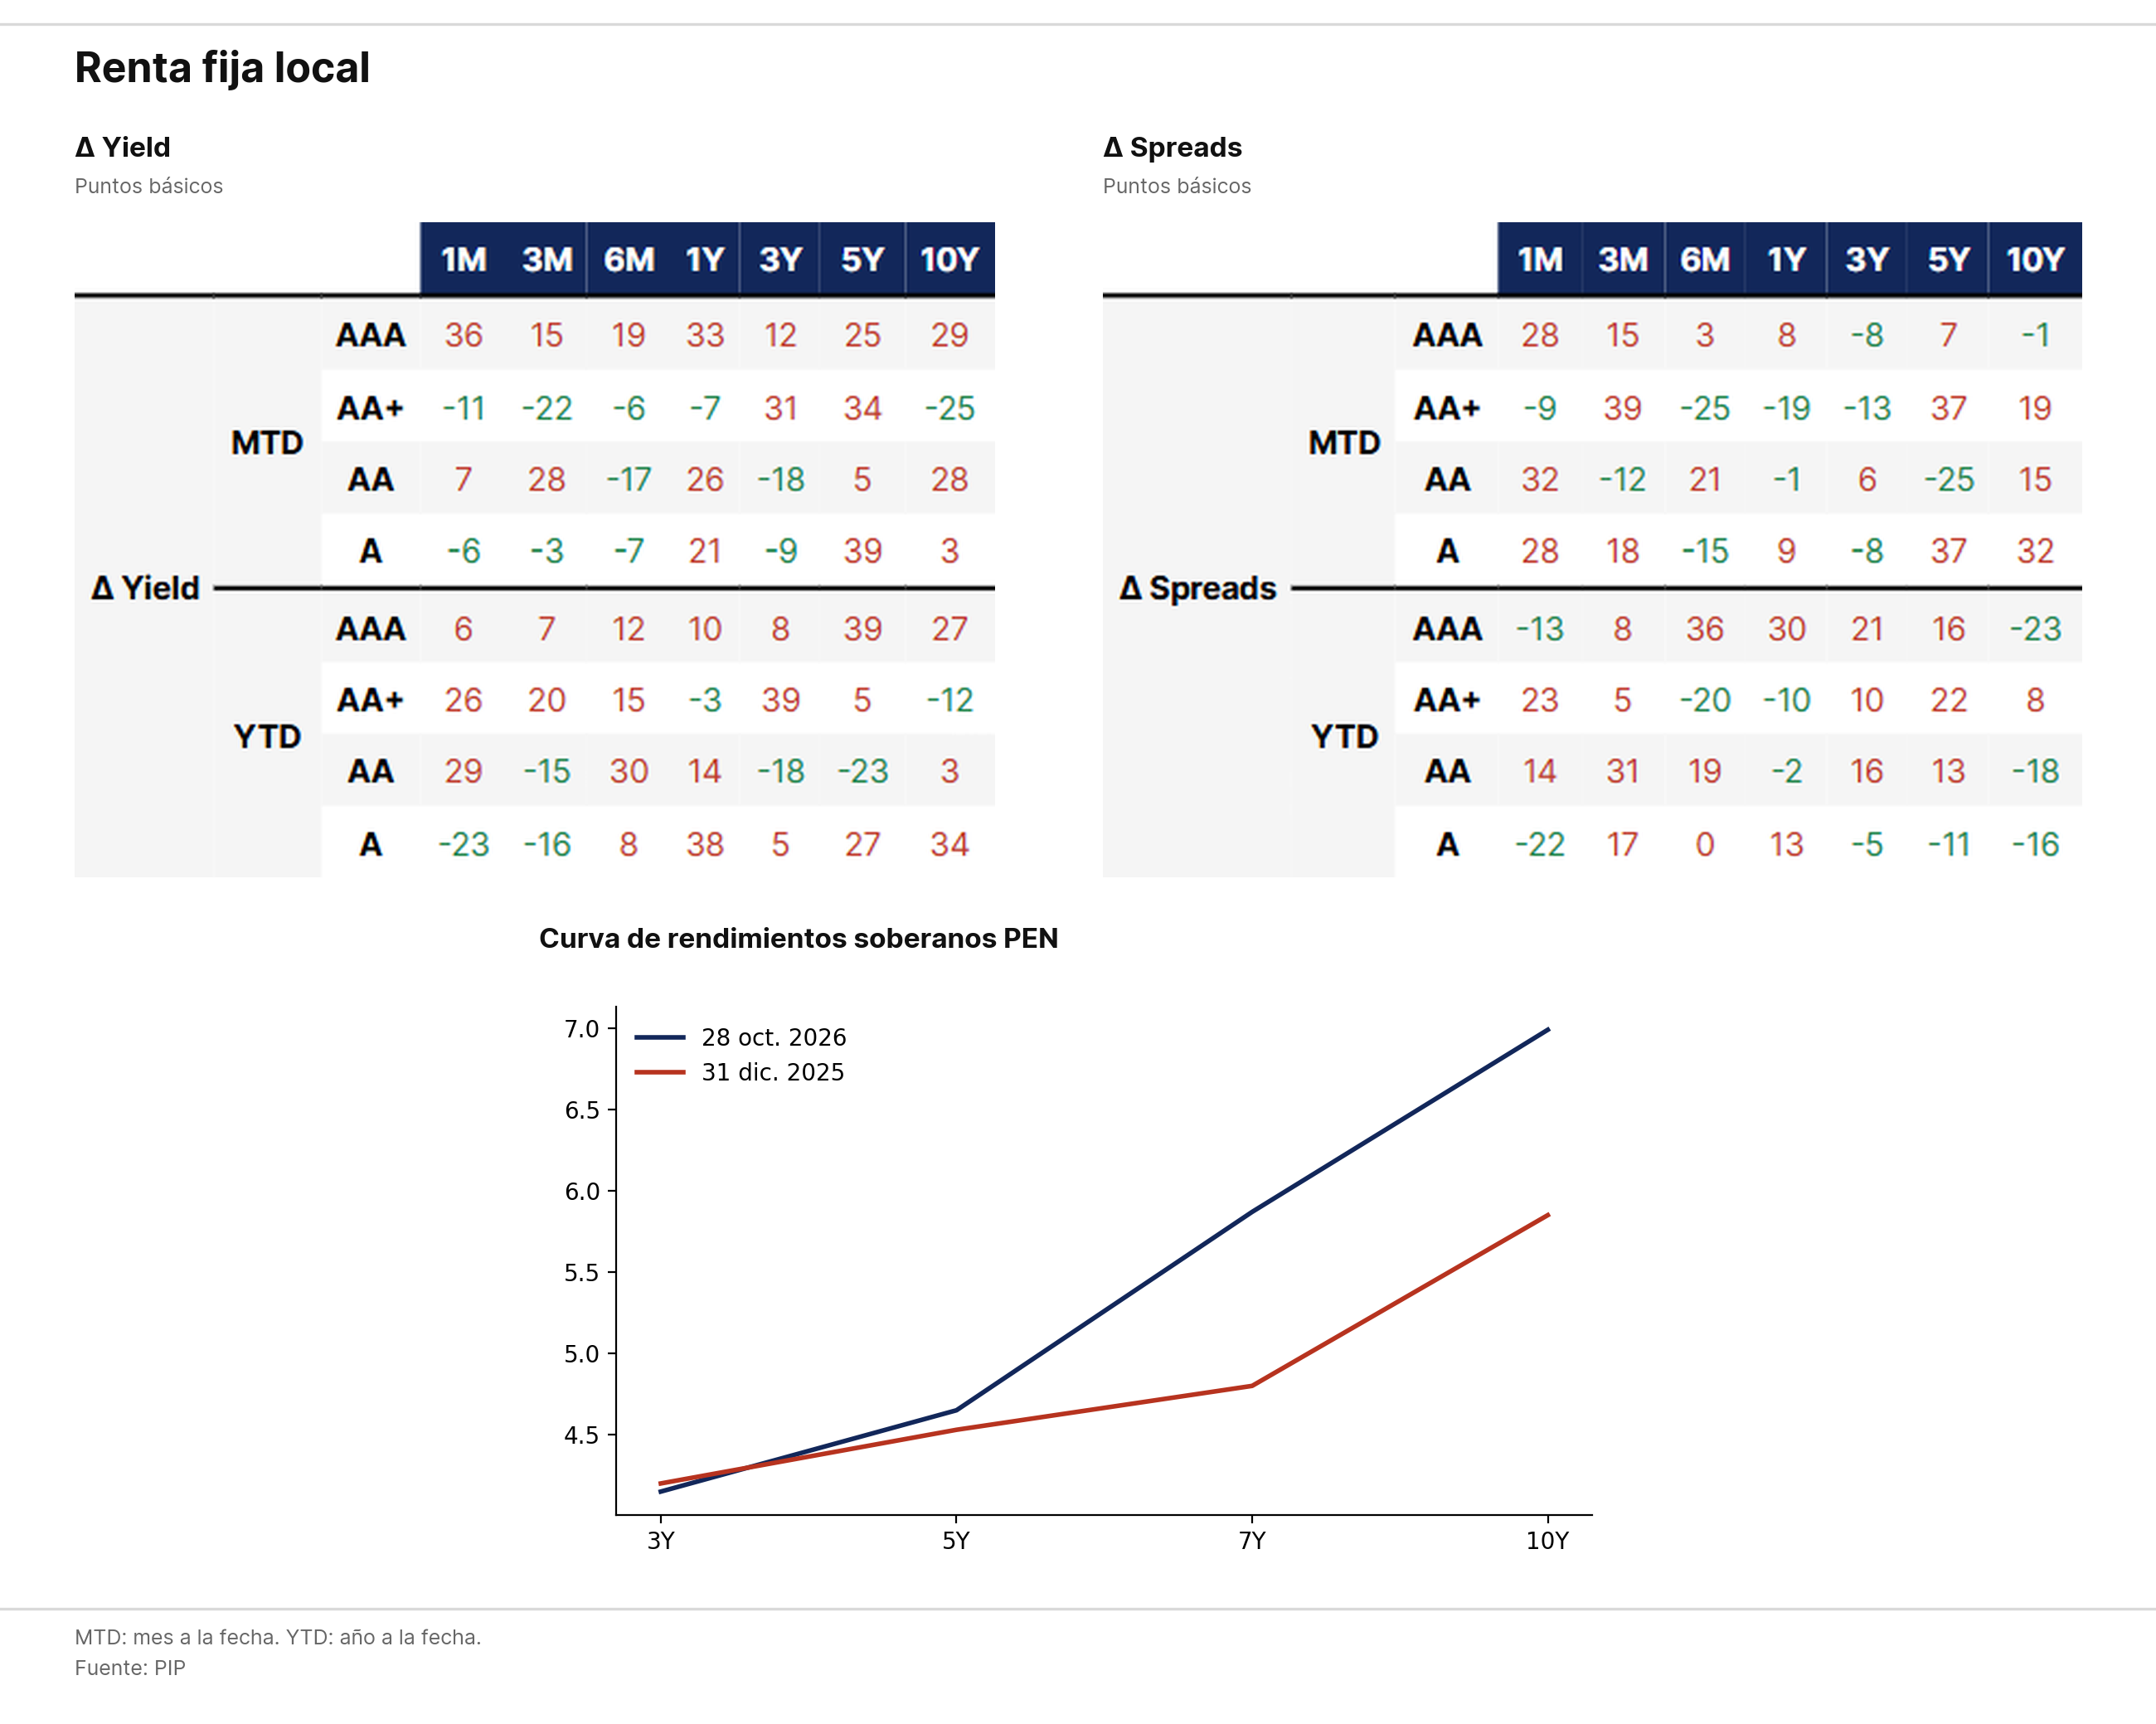 Renta fija local
Δ Yield
Puntos básicos
1M 3M 6M 1Y 3Y 5Y 10Y
Δ Yield
MTD
AAA 36 15 19 33 12 25 29
AA+ -11 -22 -6 -7 31 34 -25
AA 7 28 -17 26 -18 5 28
A -6 -3 -7 21 -9 39 3
YTD
AAA 6 7 12 10 8 39 27
AA+ 26 20 15 -3 39 5 -12
AA 29 -15 30 14 -18 -23 3
A -23 -16 8 38 5 27 34
Δ Spreads
Puntos básicos
1M 3M 6M 1Y 3Y 5Y 10Y
Δ Spreads
MTD
AAA 28 15 3 8 -8 7 -1
AA+ -9 39 -25 -19 -13 37 19
AA 32 -12 21 -1 6 -25 15
A 28 18 -15 9 -8 37 32
YTD
AAA -13 8 36 30 21 16 -23
AA+ 23 5 -20 -10 10 22 8
AA 14 31 19 -2 16 13 -18
A -22 17 0 13 -5 -11 -16
Curva de rendimientos soberanos PEN
28 oct. 2026
31 dic. 2025
7.0
6.5
6.0
5.5
5.0
4.5
3Y 5Y 7Y 10Y
MTD: mes a la fecha. YTD: año a la fecha.
Fuente: PIP